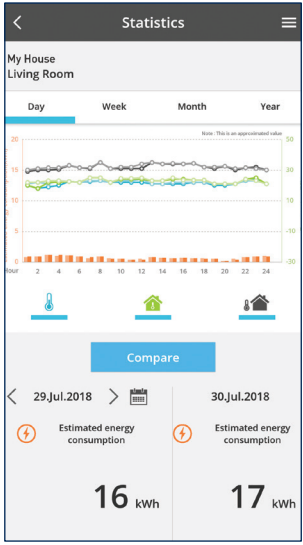 Statistics
My House
Living Room
Day Week Month Year
Note : This is an approximated value
20 50
15 30
10 10
5 -10
0 -30
Hour 2 4 6 8 10 12 14 16 18 20 22 24
Compare
29.Jul.2018 30.Jul.2018
Estimated energy Estimated energy
consumption consumption
16 kWh 17 kWh